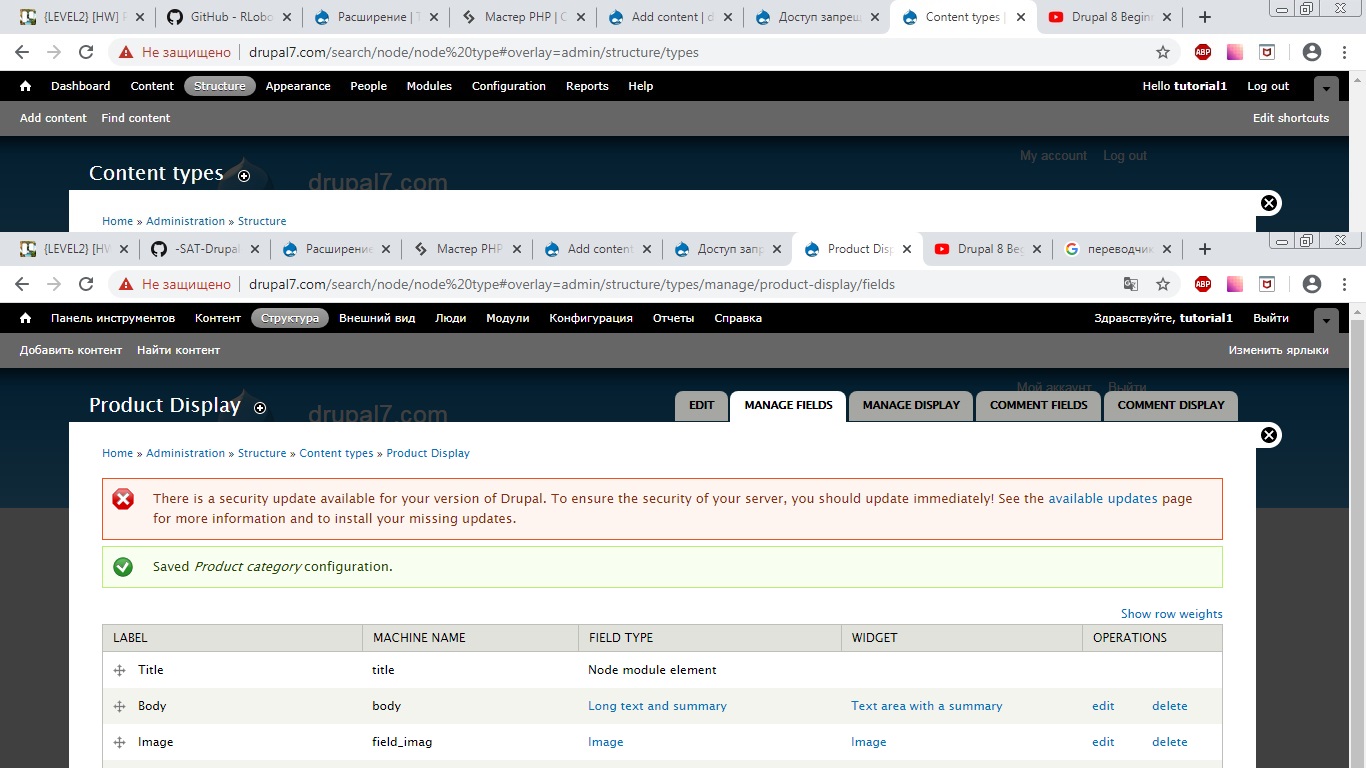 {LEVEL2} [HW] F
GitHub - RLobo
Расширение | T
Мастер PHP | C
Add content | d
Доступ запрещ
Content types |
Drupal 8 Beginn
Не защищено drupal7.com/search/node/node%20type#overlay=admin/structure/types
ABP
Dashboard Content Structure Appearance People Modules Configuration Reports Help Hello tutorial1 Log out
Add content Find content Edit shortcuts
My account Log out
Content types
drupal7.com
Home » Administration » Structure
{LEVEL2} [HW]
-SAT-Drupal
Расширение
Мастер PHP
Add content
Доступ запр
Product Disp
Drupal 8 Beg
переводчик
Не защищено drupal7.com/search/node/node%20type#overlay=admin/structure/types/manage/product-display/fields
ABP
Панель инструментов Контент Структура Внешний вид Люди Модули Конфигурация Отчеты Справка Здравствуйте, tutorial1 Выйти
Добавить контент Найти контент Изменить ярлыки
Мой аккаунт Выйти
Product Display EDIT MANAGE FIELDS MANAGE DISPLAY COMMENT FIELDS COMMENT DISPLAY
drupal7.com
Home » Administration » Structure » Content types » Product Display
There is a security update available for your version of Drupal. To ensure the security of your server, you should update immediately! See the available updates page
for more information and to install your missing updates.
Saved Product category configuration.
Show row weights
LABEL MACHINE NAME FIELD TYPE WIDGET OPERATIONS
Title title Node module element
Body body Long text and summary Text area with a summary edit delete
Image field_imag Image Image edit delete